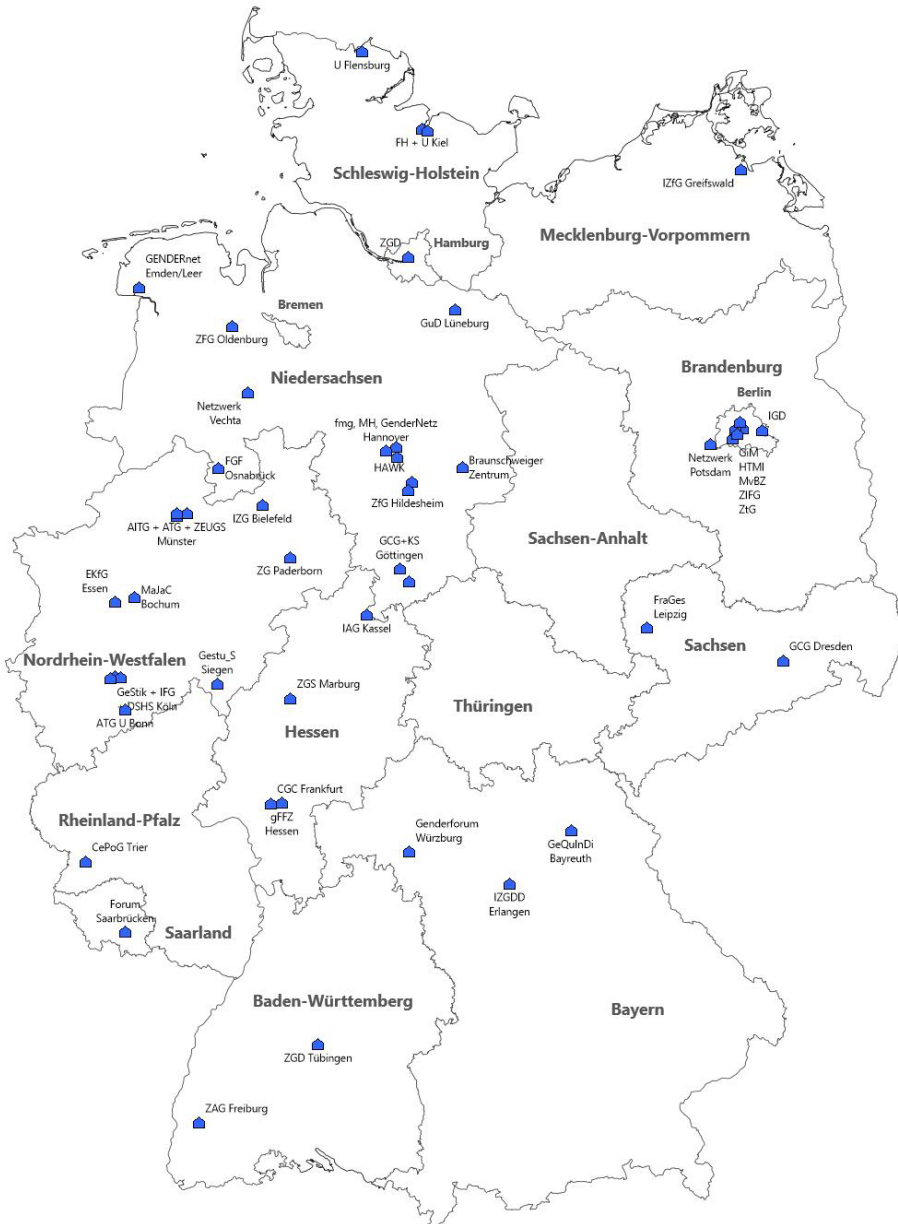 U Flensburg
FH + U Kiel
Schleswig-Holstein
IZfG Greifswald
Mecklenburg-Vorpommern
ZGD
Hamburg
GENDERnet
Emden/Leer
Bremen
GuD Lüneburg
ZFG Oldenburg
Niedersachsen
Brandenburg
Berlin
Netzwerk
Vechta
IGD
fmg, MH, GenderNetz
Hannover
HAWK
Netzwerk
Potsdam
GiM
HTMI
MvBZ
ZIFG
ZtG
FGF
Osnabrück
Braunschweiger
Zentrum
ZfG Hildesheim
IZG Bielefeld
AITG + ATG + ZEUGS
Münster
Sachsen-Anhalt
GCG+KS
Göttingen
ZG Paderborn
EKfG
Essen
MaJaC
Bochum
IAG Kassel
FraGes
Leipzig
Sachsen
GCG Dresden
Nordrhein-Westfalen
Gestu_S
Siegen
GeStik + IFG
DSHS Köln
ATG U Bonn
ZGS Marburg
Thüringen
Hessen
CGC Frankfurt
gFFZ
Hessen
Rheinland-Pfalz
Genderforum
Würzburg
GeQuInDi
Bayreuth
CePoG Trier
IZGDD
Erlangen
Forum
Saarbrücken
Saarland
Baden-Württemberg
Bayern
ZGD Tübingen
ZAG Freiburg